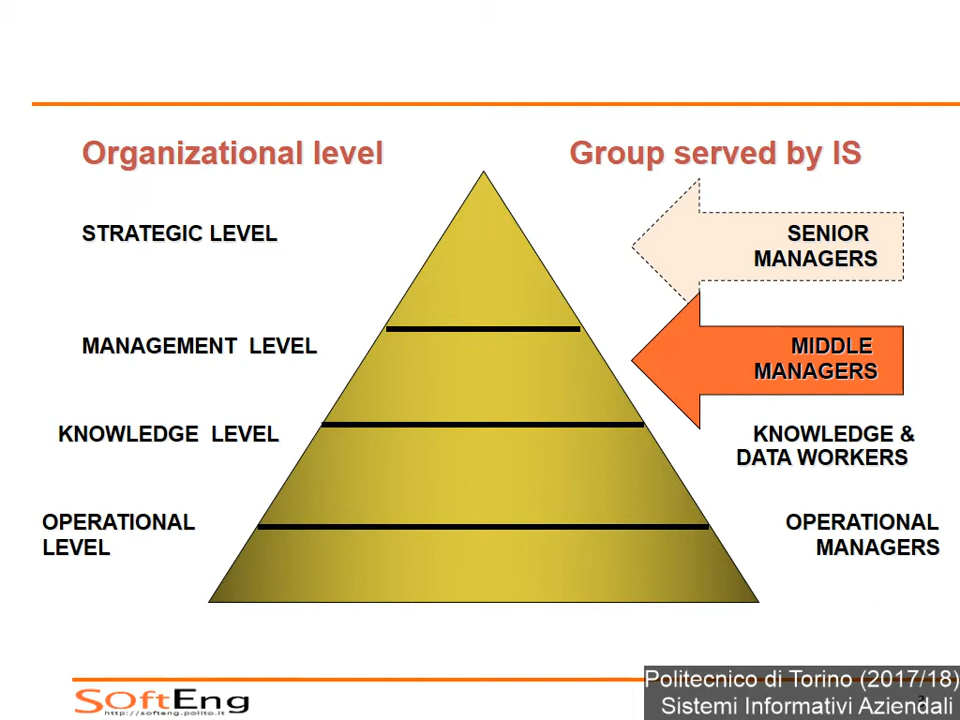 Organizational level
Group served by IS
STRATEGIC LEVEL
SENIOR
MANAGERS
MANAGEMENT LEVEL
MIDDLE
MANAGERS
KNOWLEDGE LEVEL
KNOWLEDGE &
DATA WORKERS
OPERATIONAL
LEVEL
OPERATIONAL
MANAGERS
SoftEng
http://softeng.polito.it
Politecnico di Torino (2017/18)
Sistemi Informativi Aziendali